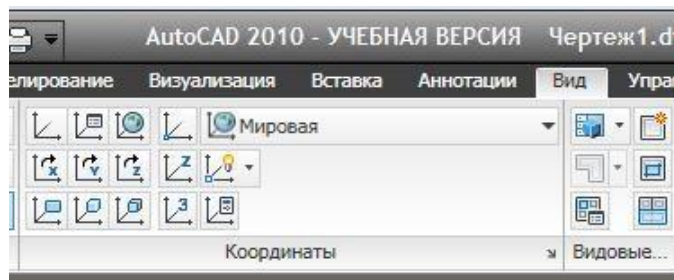 AutoCAD 2010 - УЧЕБНАЯ ВЕРСИЯ Чертеж1.d
елирование Визуализация Вставка Аннотации Вид Упра
Мировая
Координаты Видовые...